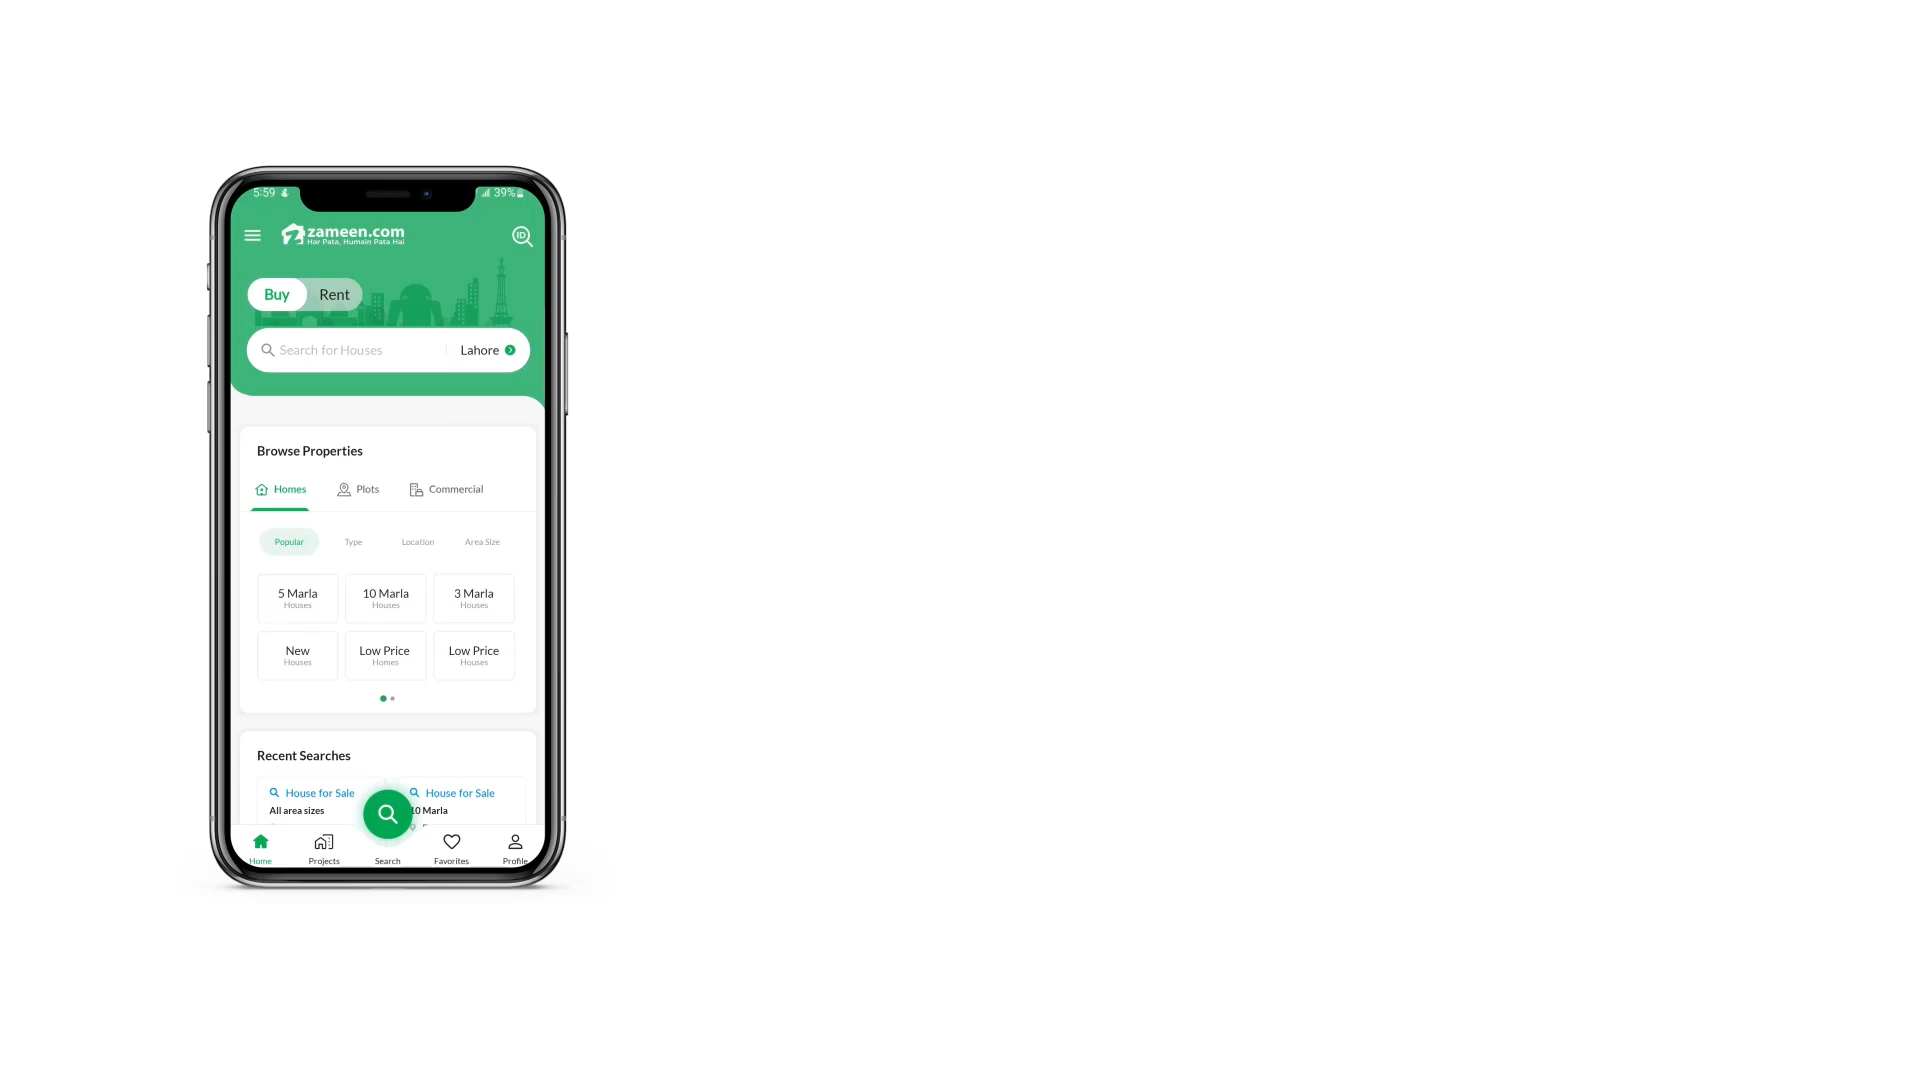 5:59
39%
zameen.com
Har Pata, Humain Pata Hai
ID
Buy Rent
Search for Houses Lahore
Browse Properties
Homes Plots Commercial
Popular Type Location Area Size
5 Marla 10 Marla 3 Marla
Houses Houses Houses
New Low Price Low Price
Houses Homes Houses
Recent Searches
House for Sale House for Sale
All area sizes 10 Marla
Home Projects Search Favorites Profile